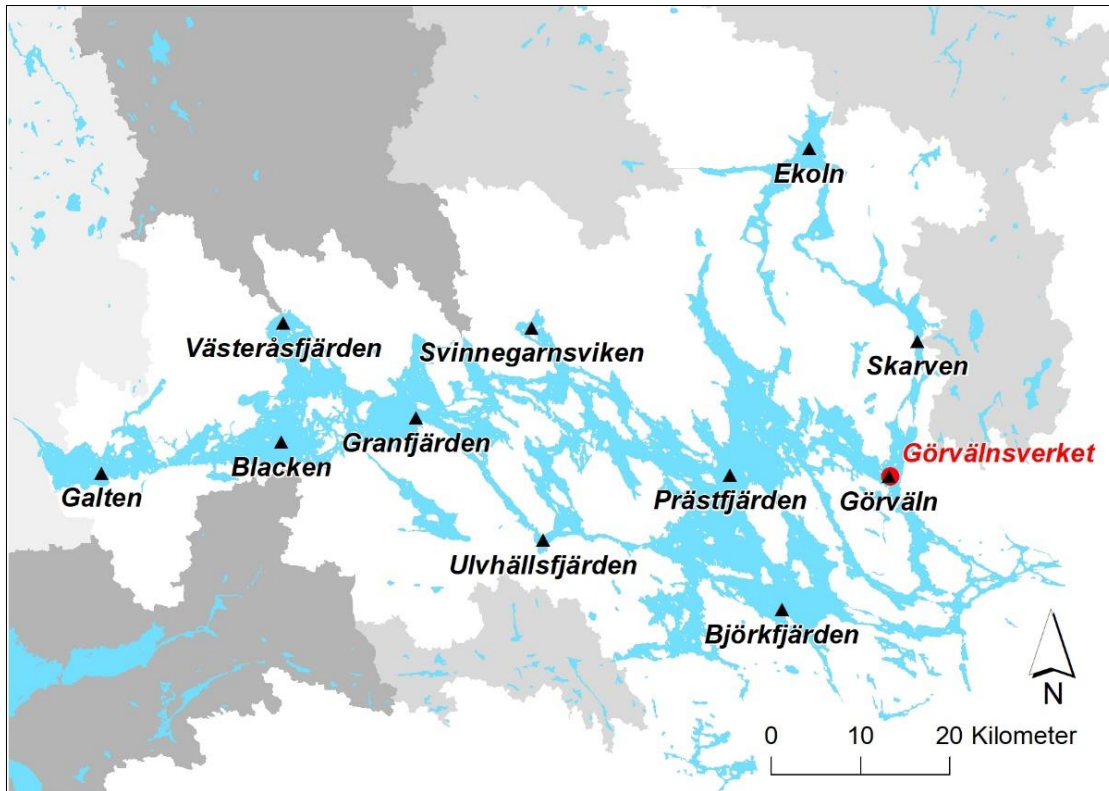 Ekoln
Västeråsfjärden
Svinnegarnsviken
Skarven
Granfjärden
Görvälnsverket
Blacken
Galten
Prästfjärden
Görväln
Ulvhällsfjärden
Björkfjärden
N
0 10 20 Kilometer